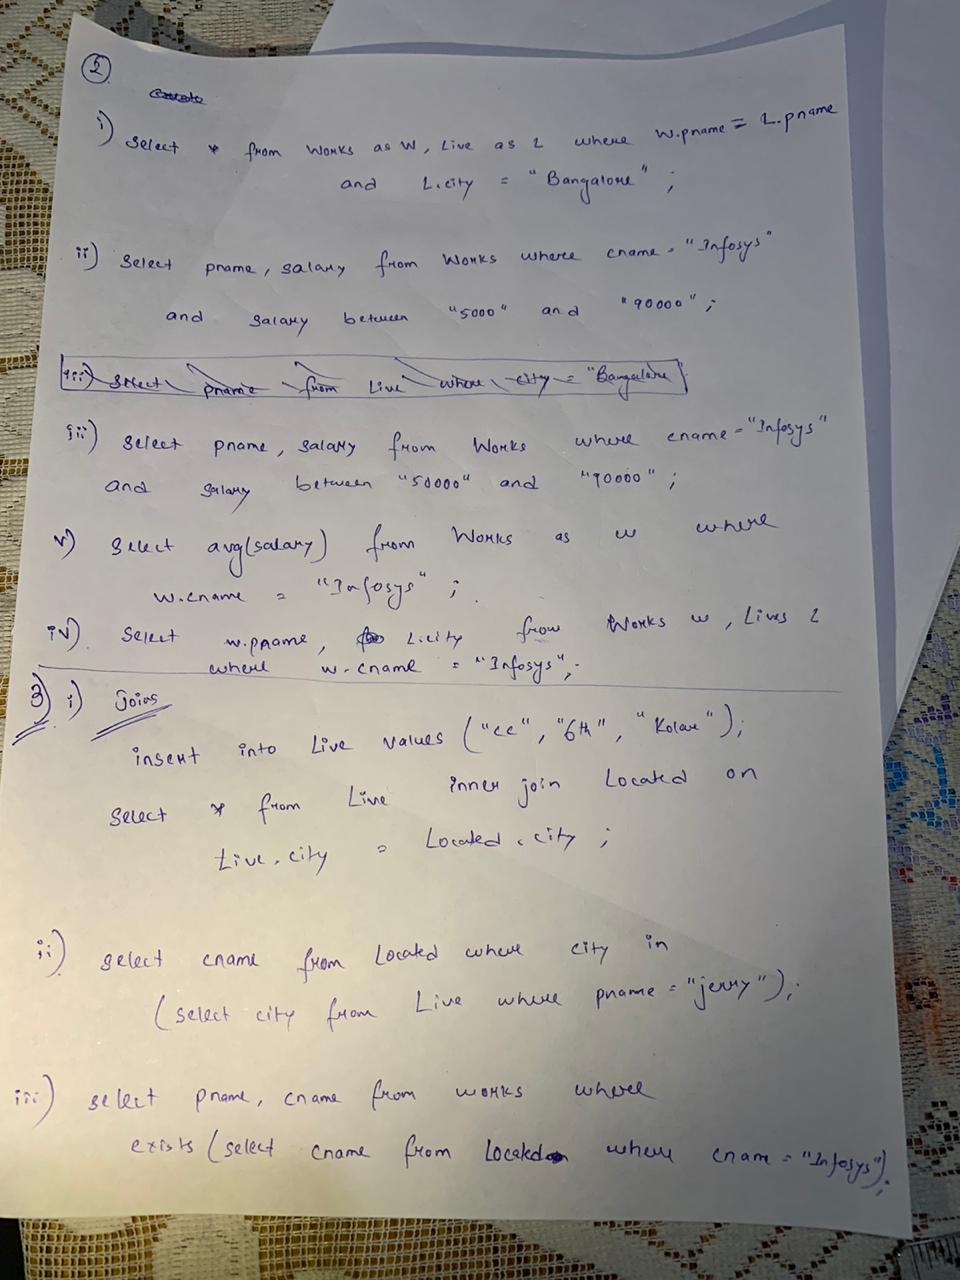 2
i) Select * from Works as W, Live as L where W.pname = L.pname
and L.city = "Bangalore" ;
ii) Select pname, salary from Works where cname = "Infosys"
and salary between "5000" and "90000" ;
iii) select pname from Live where city = "Bangalore"
iii) select pname, salary from Works where cname = "Infosys"
and salary between "50000" and "90000" ;
v) Select avg(salary) from Works as w where
w.cname = "Infosys" ;
iv) Select w.pname, L.city from Works w, Lives L
where w.cname = "Infosys" ;
3) i) Joins
insert into Live values ("cc", "6th", "Kolar");
Select * from Live inner join Located on
Live.city = Located.city ;
ii) select cname from Located where city in
(select city from Live where pname = "jerry");
iii) select pname, cname from works where
exists (select cname from Located where cname = "Infosys");